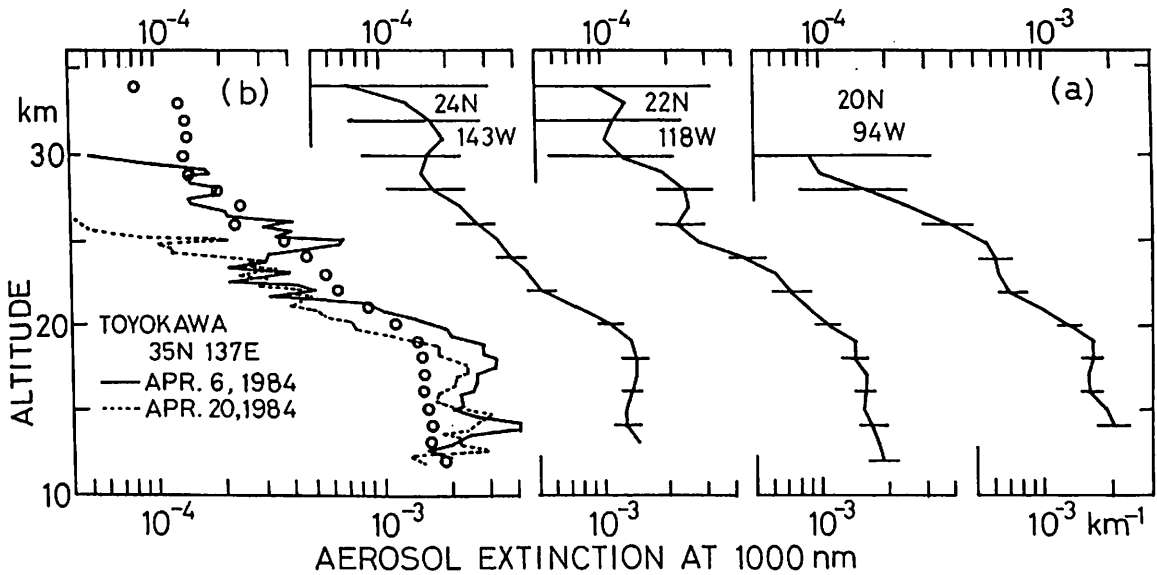 10⁻⁴ 10⁻⁴ 10⁻⁴ 10⁻⁴ 10⁻³
(b) (a)
km
24N
143W
22N
118W
20N
94W
30
20
10
ALTITUDE
TOYOKAWA
35N 137E
APR. 6, 1984
APR. 20, 1984
10⁻⁴ 10⁻³ 10⁻³ 10⁻³ 10⁻³ km⁻¹
AEROSOL EXTINCTION AT 1000 nm